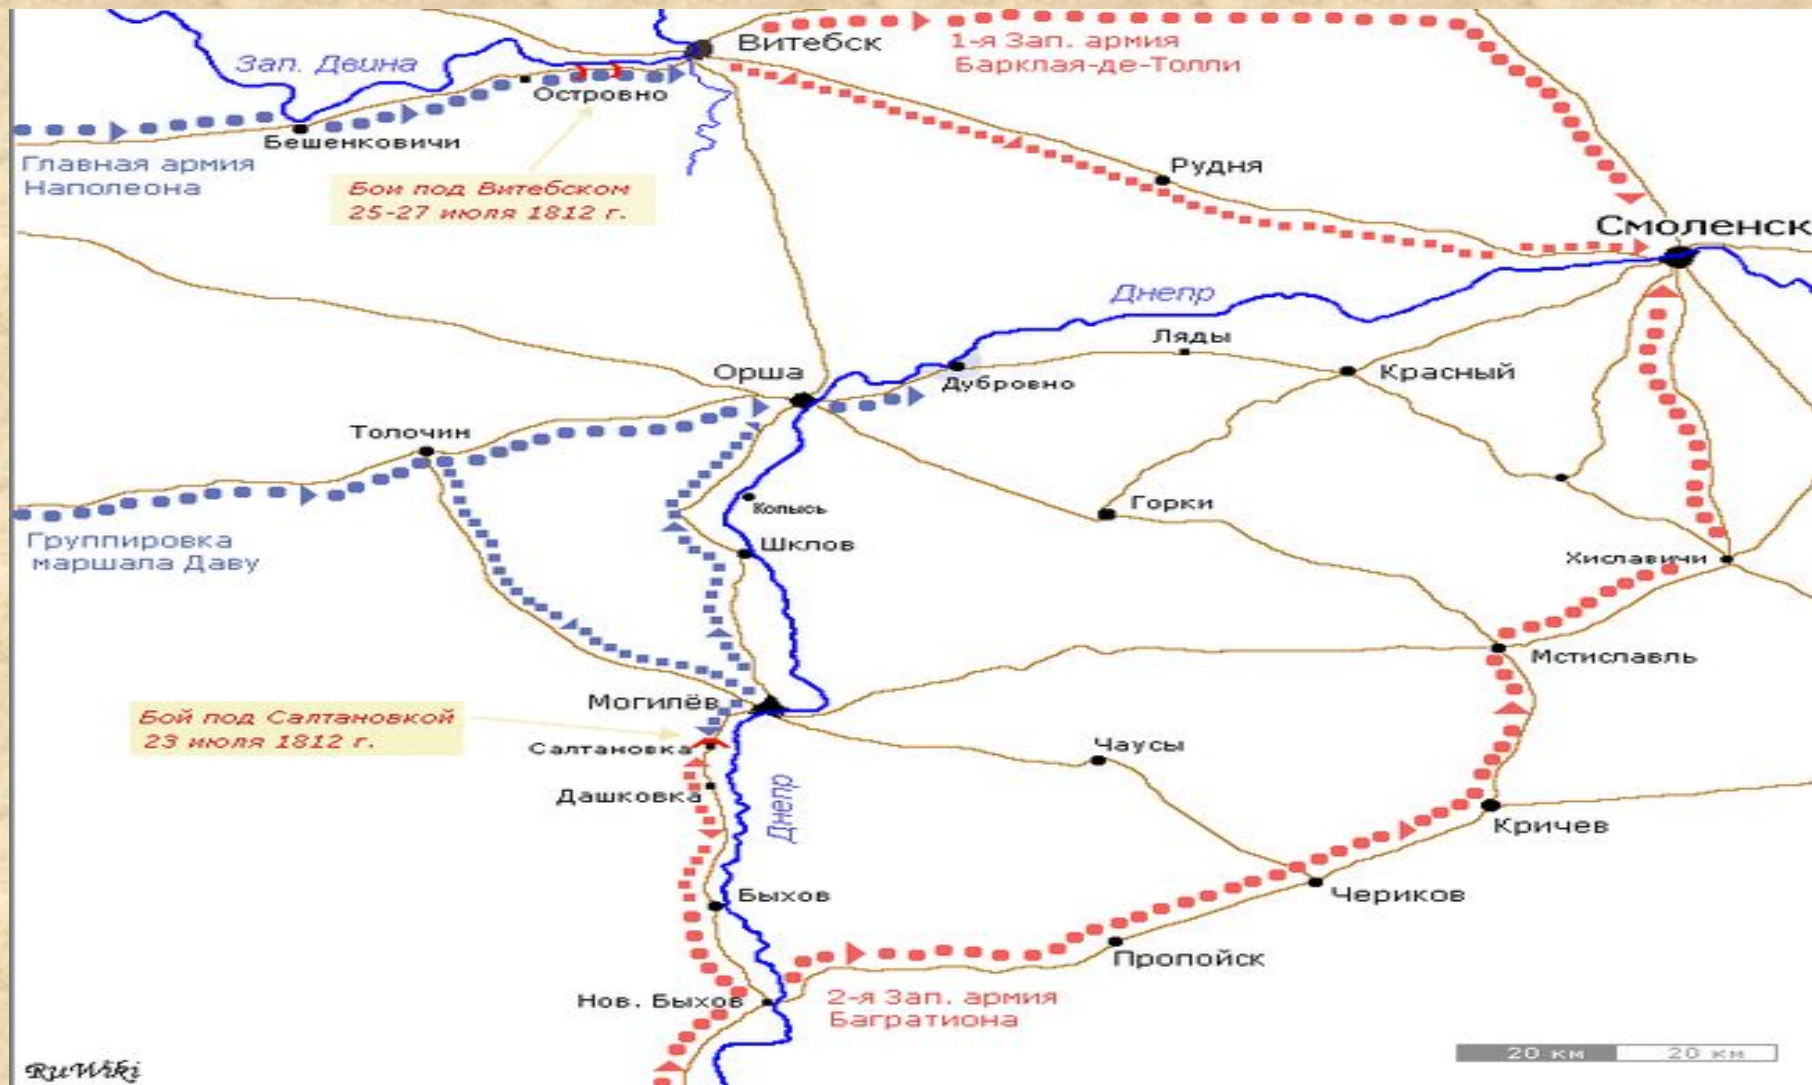 Витебск
1-я Зап. армия
Барклая-де-Толли
Зап. Двина
Островно
Бешенковичи
Главная армия
Наполеона
Бои под Витебском
25-27 июля 1812 г.
Рудня
Смоленск
Днепр
Ляды
Орша
Дубровно
Красный
Толочин
Копысь
Горки
Шклов
Группировка
маршала Даву
Хиславичи
Мстиславль
Могилёв
Бой под Салтановкой
23 июля 1812 г.
Салтановка
Чаусы
Дашковка
Днепр
Кричев
Быхов
Чериков
Пропойск
Нов. Быхов
2-я Зап. армия
Багратиона
20 км 20 км
RuWiki